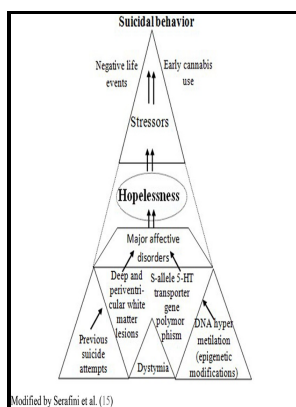 Suicidal behavior
Negative life
events
Early cannabis
use
Stressors
Hopelessness
Major affective
disorders
Deep and
periventri-
cular white
matter
lesions
S-allele 5-HT
transporter
gene
polymor
phism
Previous
suicide
attempts
Dystymia
DNA hyper
metilation
(epigenetic
modifications)
Modified by Serafini et al. (15)